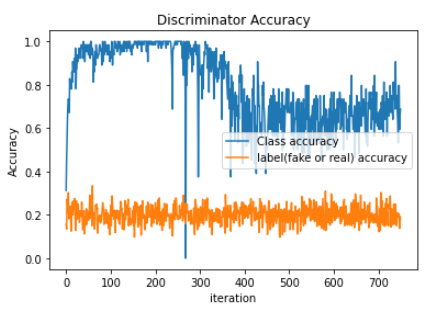 Discriminator Accuracy
1.0
0.8
0.6
0.4
0.2
0.0
Accuracy
Class accuracy
label(fake or real) accuracy
0 100 200 300 400 500 600 700
iteration